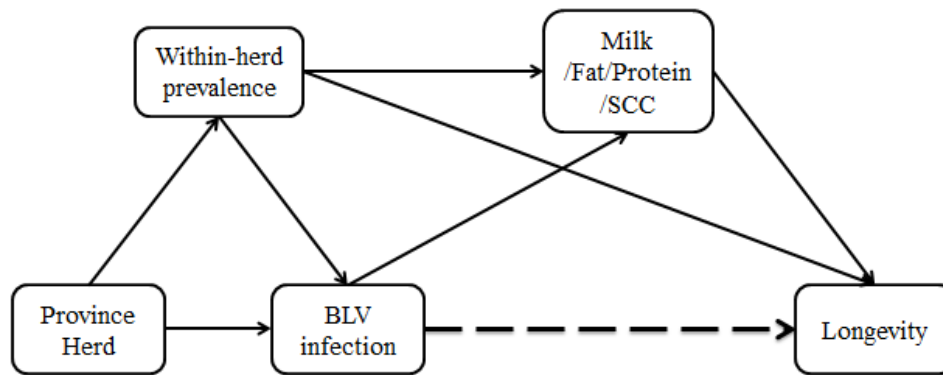 Within-herd
prevalence
Milk
/Fat/Protein
/SCC
Province
Herd
BLV
infection
Longevity